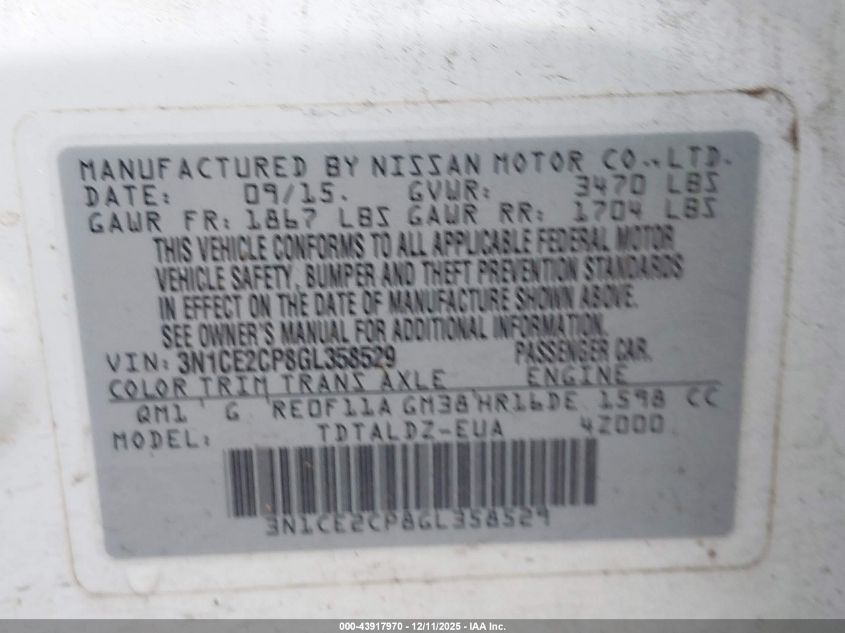 MANUFACTURED BY NISSAN MOTOR CO., LTD.
DATE: 09/15. GVWR: 3470 LBS
GAWR FR: 1867 LBS GAWR RR: 1704 LBS
THIS VEHICLE CONFORMS TO ALL APPLICABLE FEDERAL MOTOR
VEHICLE SAFETY, BUMPER AND THEFT PREVENTION STANDARDS
IN EFFECT ON THE DATE OF MANUFACTURE SHOWN ABOVE.
SEE OWNER'S MANUAL FOR ADDITIONAL INFORMATION.
VIN: 3N1CE2CP8GL358529 PASSENGER CAR.
COLOR TRIM TRANS AXLE ENGINE
QM1 G RE0F11A GM38 HR16DE 1598 CC
MODEL: TDTALDZ-EUA 42000
3N1CE2CP8GL358529
000-43917970 - 12/11/2025 - IAA Inc.